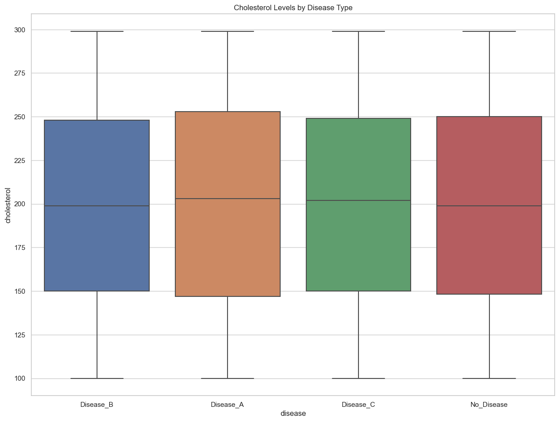 Cholesterol Levels by Disease Type
300
275
250
225
200
175
150
125
100
cholesterol
Disease_B Disease_A Disease_C No_Disease
disease